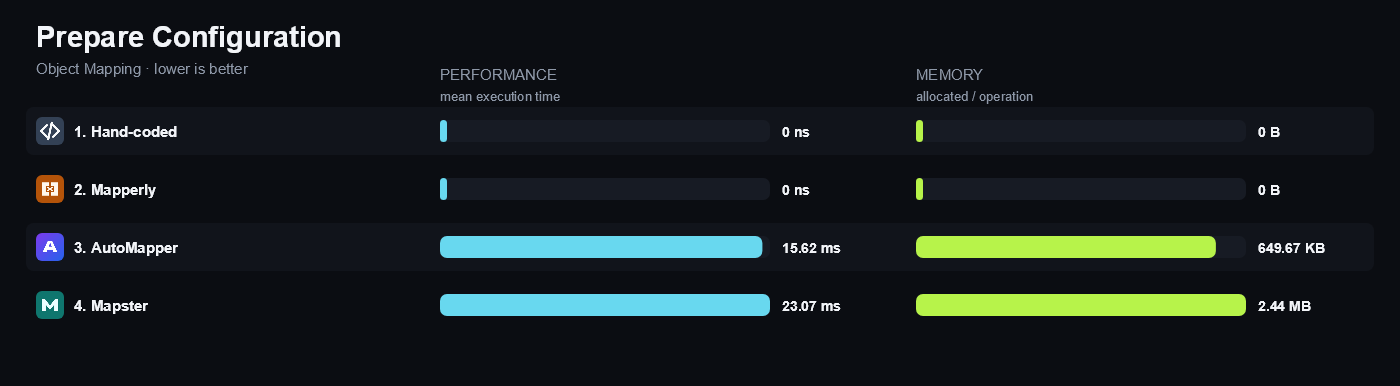 Prepare Configuration
Object Mapping · lower is better
PERFORMANCE
mean execution time
MEMORY
allocated / operation
1. Hand-coded 0 ns 0 B
2. Mapperly 0 ns 0 B
A 3. AutoMapper 15.62 ms 649.67 KB
M 4. Mapster 23.07 ms 2.44 MB